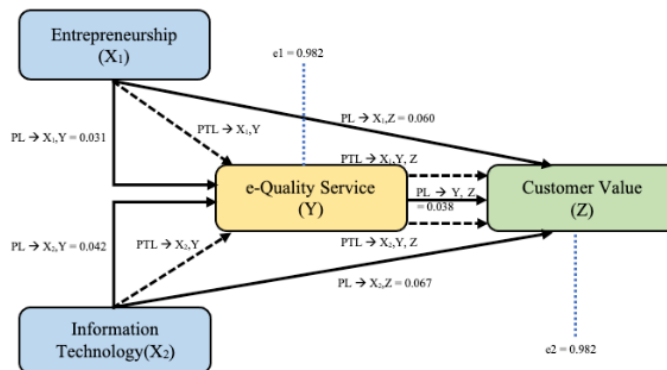 Entrepreneurship
(X₁)
e1 = 0.982
PL → X₁,Z = 0.060
PL → X₁,Y = 0.031
PTL → X₁,Y
PTL → X₁,Y, Z
e-Quality Service
(Y)
PL → Y, Z
= 0.038
Customer Value
(Z)
PL → X₂,Y = 0.042
PTL → X₂,Y
PTL → X₂,Y, Z
PL → X₂,Z = 0.067
Information
Technology(X₂)
e2 = 0.982